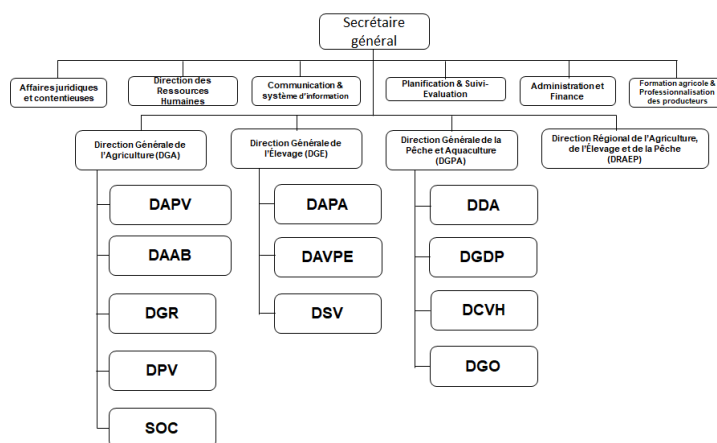 Secrétaire
général
Affaires juridiques
et contentieuses
Direction des
Ressources
Humaines
Communication &
système d'information
Planification & Suivi-
Evaluation
Administration et
Finance
Formation agricole &
Professionnalisation
des producteurs
Direction Générale de
l'Agriculture (DGA)
Direction Générale de
l'Élevage (DGE)
Direction Générale de la
Pêche et Aquaculture
(DGPA)
Direction Régional de l'Agriculture,
de l'Élevage et de la Pêche
(DRAEP)
DAPV
DAAB
DGR
DPV
SOC
DAPA
DAVPE
DSV
DDA
DGDP
DCVH
DGO